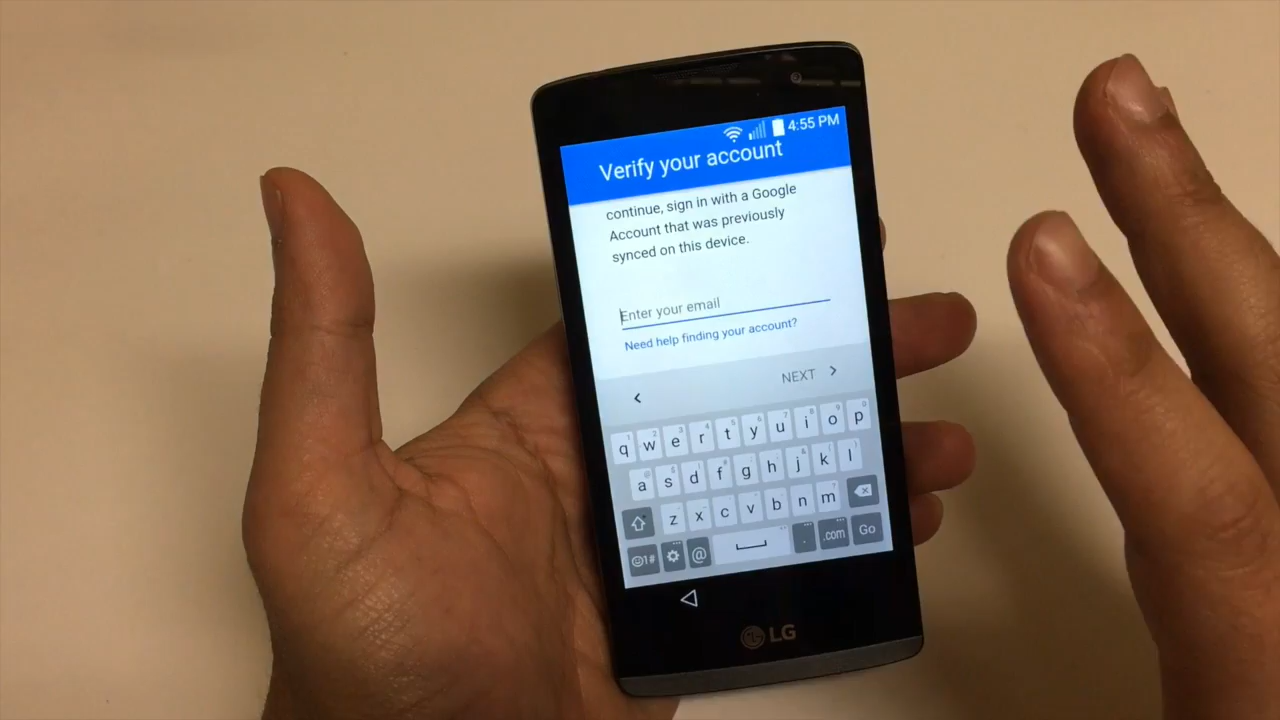 4:55 PM
Verify your account
continue, sign in with a Google
Account that was previously
synced on this device.
Enter your email
Need help finding your account?
NEXT
q w e r t y u i o p
a s d f g h j k l
z x c v b n m
1# @ . .com Go
LG